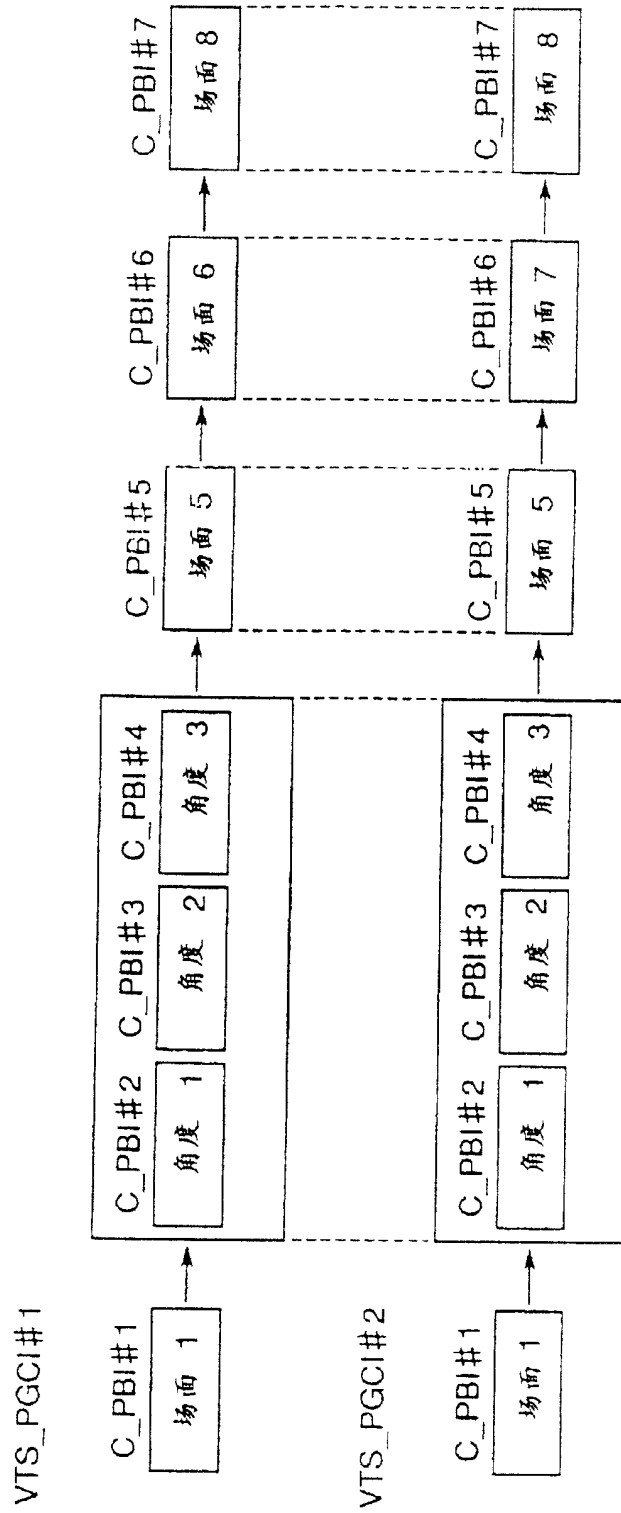 VTS_PGCI#1
C_PBI#1
场面 1
C_PBI#2
角度 1
C_PBI#3
角度 2
C_PBI#4
角度 3
C_PBI#5
场面 5
C_PBI#6
场面 6
C_PBI#7
场面 8
VTS_PGCI#2
C_PBI#1
场面 1
C_PBI#2
角度 1
C_PBI#3
角度 2
C_PBI#4
角度 3
C_PBI#5
场面 5
C_PBI#6
场面 7
C_PBI#7
场面 8